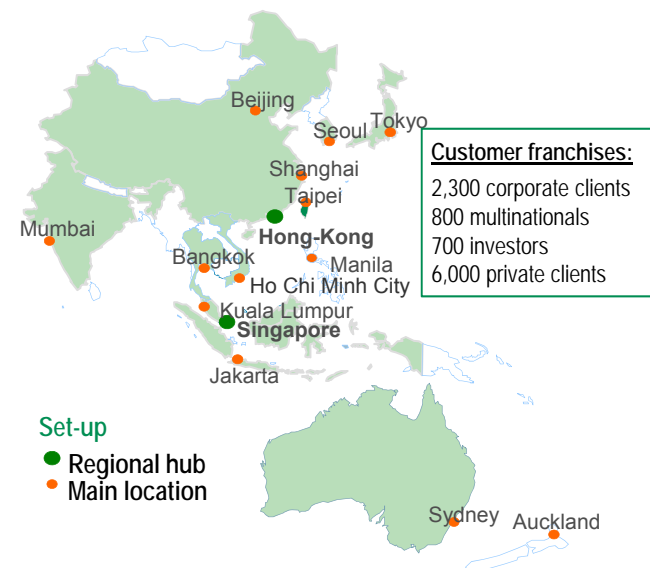 Beijing
Seoul
Tokyo
Shanghai
Taipei
Mumbai
Hong-Kong
Bangkok
Manila
Ho Chi Minh City
Kuala Lumpur
Singapore
Jakarta
Customer franchises:
2,300 corporate clients
800 multinationals
700 investors
6,000 private clients
Set-up
Regional hub
Main location
Sydney
Auckland